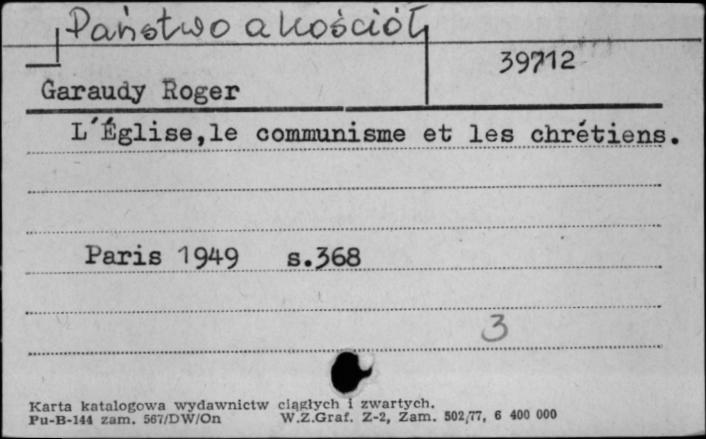 Państwo a Kościół
39712
Garaudy Roger
L'Église,le communisme et les chrétiens.
Paris 1949 s.368
3
Karta katalogowa wydawnictw ciągłych i zwartych.
Pu-B-144 zam. 567/DW/On W.Z.Graf. Z-2, Zam. 502/77, 6 400 000